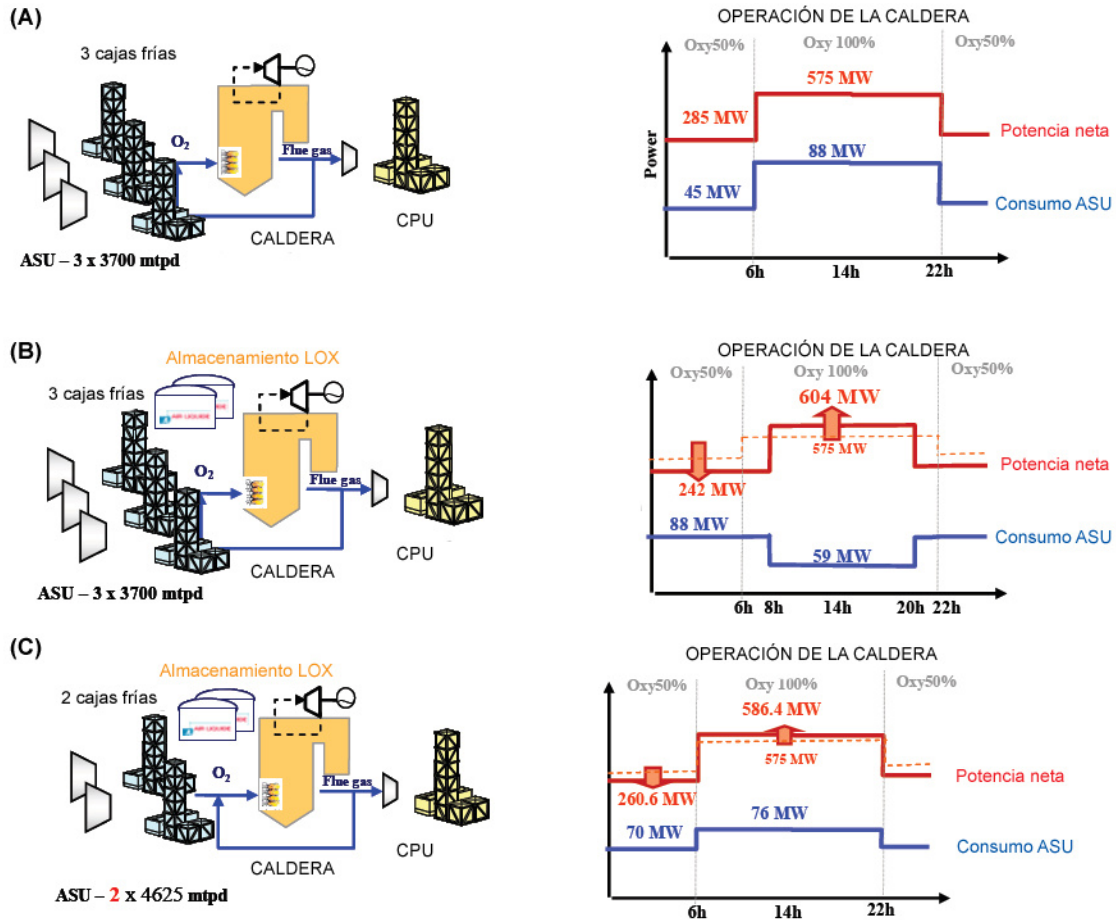 (A)
3 cajas frías
O₂
Flue gas
CPU
CALDERA
ASU – 3 x 3700 mtpd
OPERACIÓN DE LA CALDERA
Oxy50%
Oxy 100%
Oxy50%
575 MW
285 MW
Potencia neta
88 MW
45 MW
Consumo ASU
Power
6h
14h
22h
(B)
Almacenamiento LOX
3 cajas frías
AIR LIQUIDE
O₂
Flue gas
CPU
CALDERA
ASU – 3 x 3700 mtpd
OPERACIÓN DE LA CALDERA
Oxy50%
Oxy 100%
Oxy50%
604 MW
575 MW
Potencia neta
242 MW
88 MW
Consumo ASU
59 MW
6h
8h
14h
20h
22h
(C)
Almacenamiento LOX
2 cajas frías
AIR LIQUIDE
O₂
Flue gas
CPU
CALDERA
ASU – 2 x 4625 mtpd
OPERACIÓN DE LA CALDERA
Oxy50%
Oxy 100%
Oxy50%
586.4 MW
575 MW
Potencia neta
260.6 MW
76 MW
70 MW
Consumo ASU
6h
14h
22h